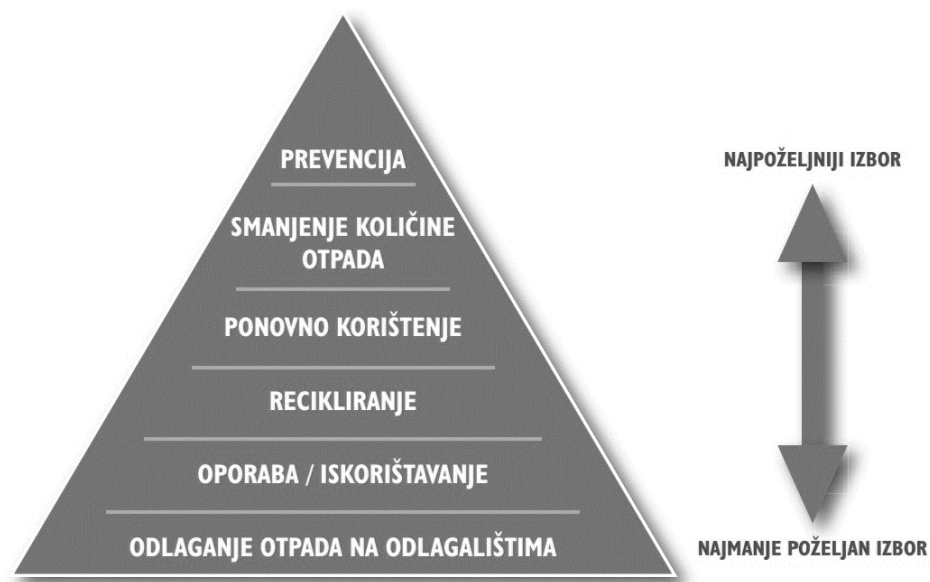 PREVENCIJA
SMANJENJE KOLIČINE
OTPADA
PONOVNO KORIŠTENJE
RECIKLIRANJE
OPORABA / ISKORIŠTAVANJE
ODLAGANJE OTPADA NA ODLAGALIŠTIMA
NAJPOŽELJNIJI IZBOR
NAJMANJE POŽELJAN IZBOR